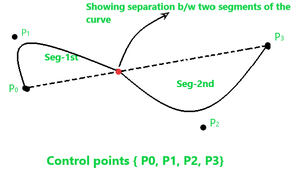 Showing separation b/w two segments of the
curve
P1
P3
Seg-1st
Seg-2nd
P0
P2
Control points { P0, P1, P2, P3}